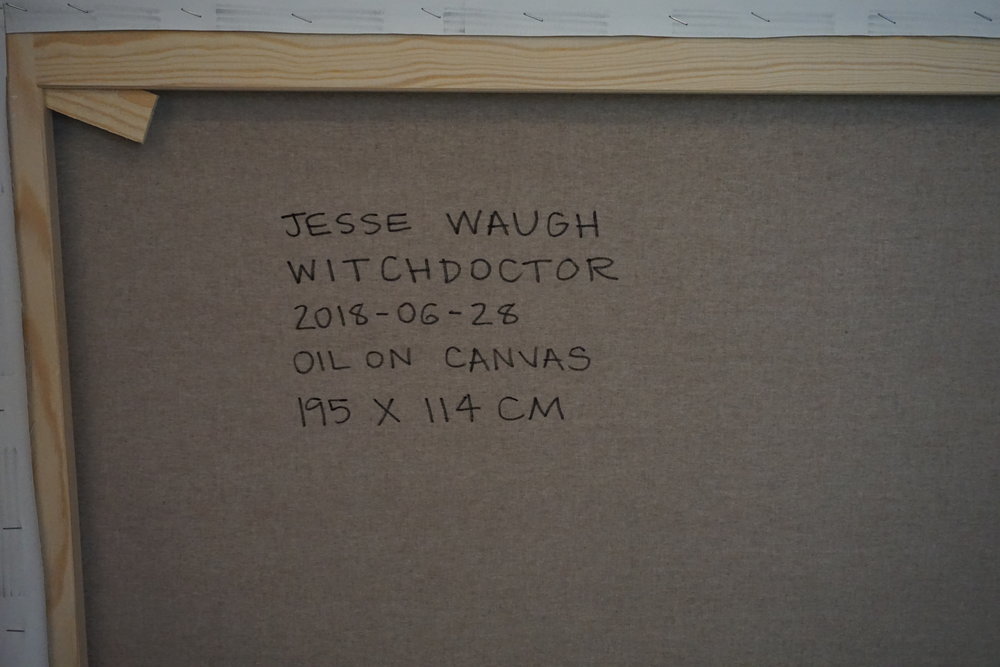 JESSE WAUGH
WITCHDOCTOR
2018-06-28
OIL ON CANVAS
195 X 114 CM